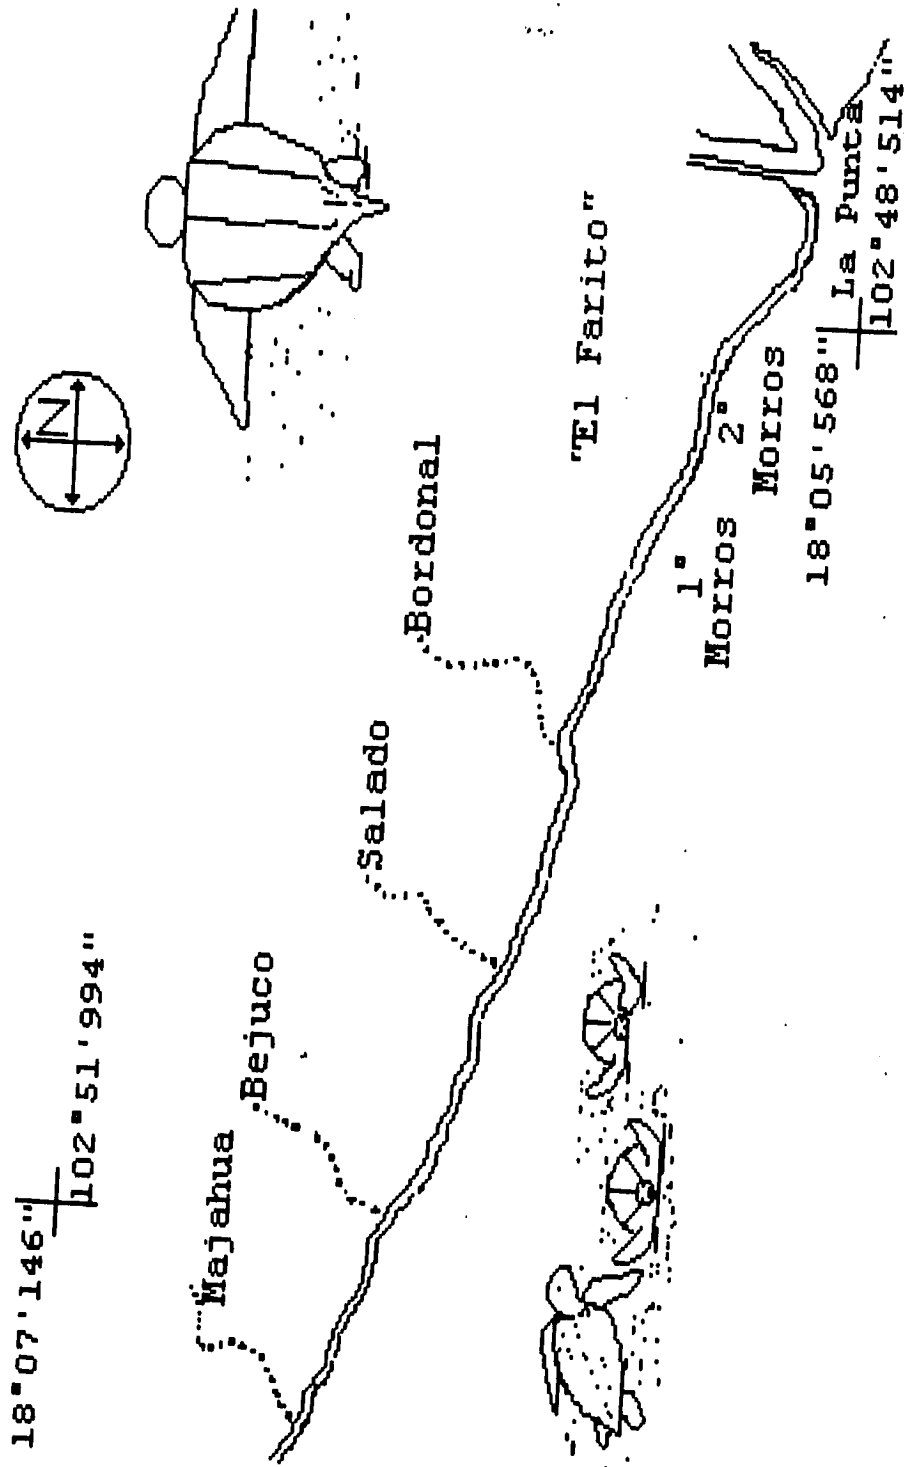 N
18°07'146"
102°51'994"
Majahua
Bejuco
Salado
Bordonal
"El Farito"
1°
Morros
2°
Morros
18°05'568"
La Punta
102°48'514"